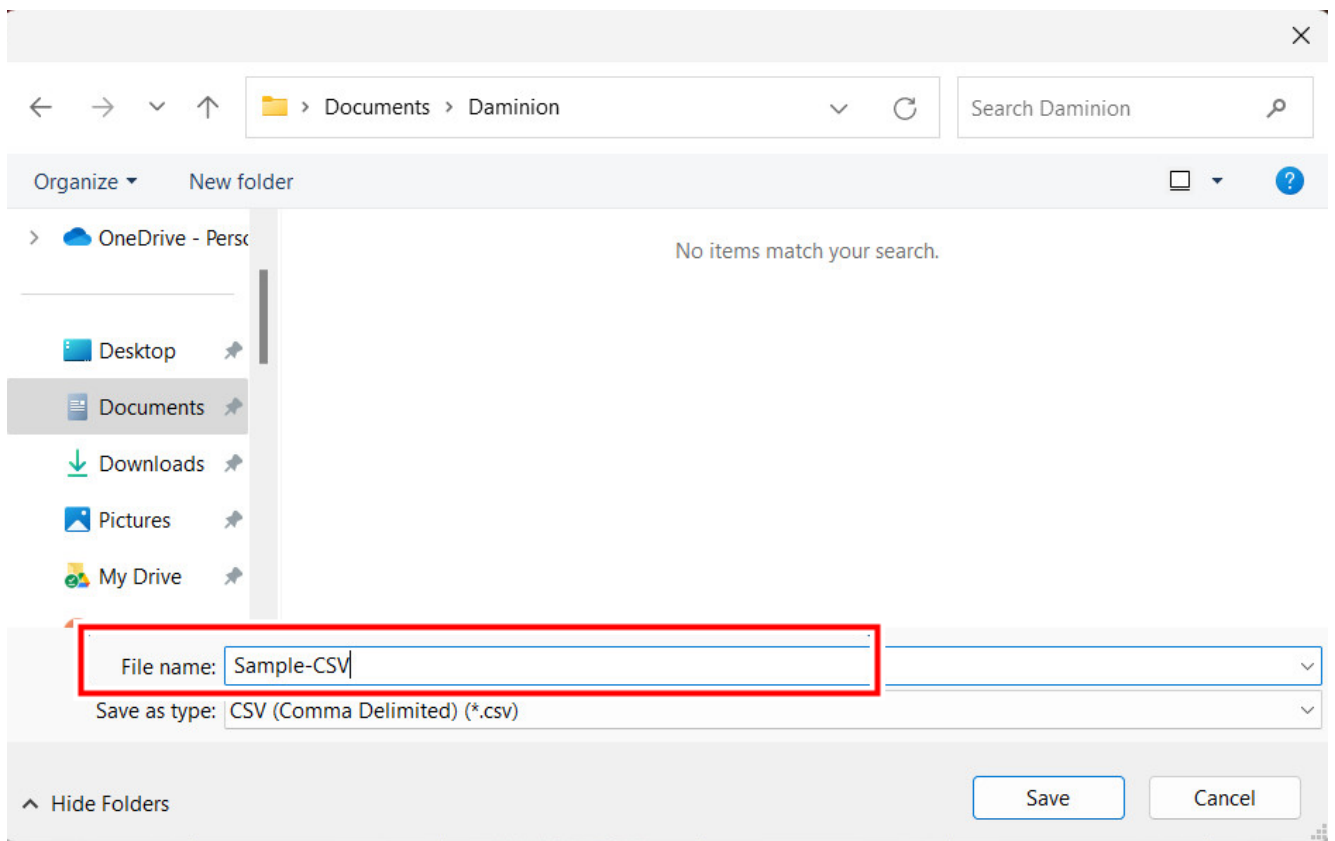 Documents > Daminion
Search Daminion
Organize
New folder
?
OneDrive - Perso
No items match your search.
Desktop
Documents
Downloads
Pictures
My Drive
File name: Sample-CSV
Save as type: CSV (Comma Delimited) (*.csv)
Hide Folders
Save
Cancel